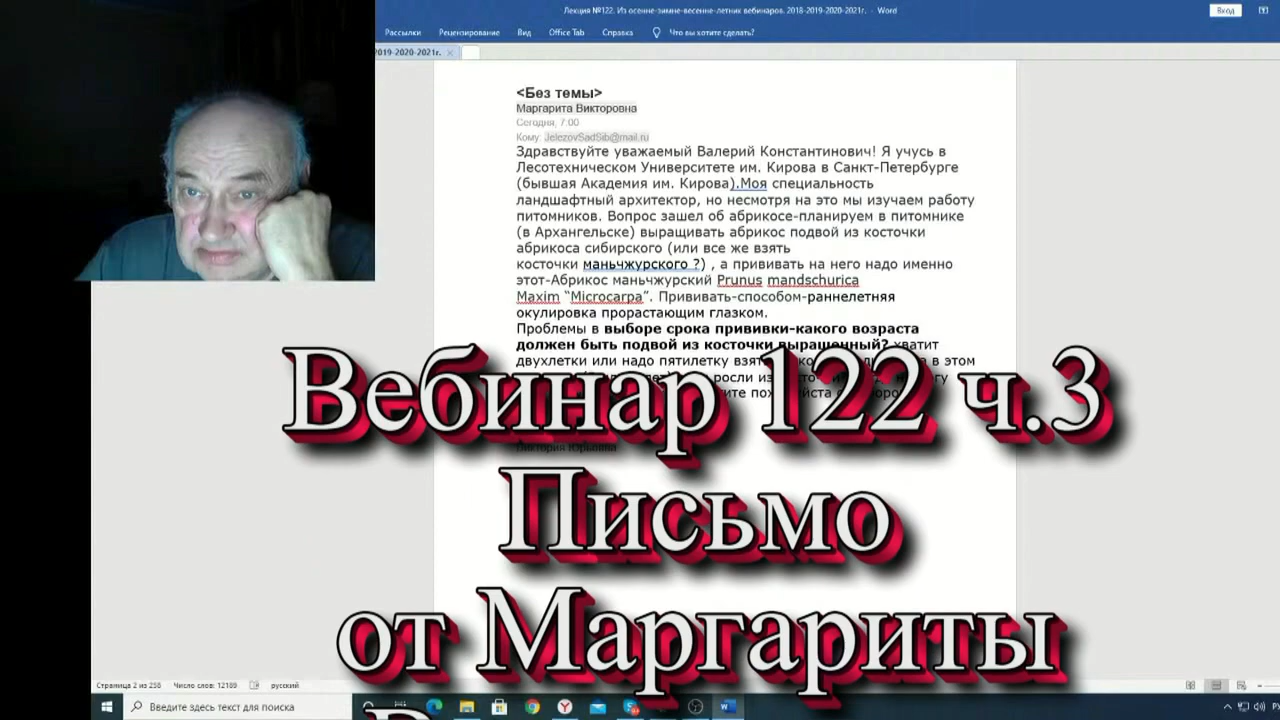 Лекция №122. Из осенне-зимне-весенне-летних вебинаров. 2018-2019-2020-2021г. - Word
Вход
Рассылки Рецензирование Вид Office Tab Справка Что вы хотите сделать?
2019-2020-2021г.
<Без темы>
Маргарита Викторовна
Сегодня, 7:00
Кому: JelezovSadSib@mail.ru
Здравствуйте уважаемый Валерий Константинович! Я учусь в
Лесотехническом Университете им. Кирова в Санкт-Петербурге
(бывшая Академия им. Кирова).Моя специальность
ландшафтный архитектор, но несмотря на это мы изучаем работу
питомников. Вопрос зашел об абрикосе-планируем в питомнике
(в Архангельске) выращивать абрикос подвой из косточки
абрикоса сибирского (или все же взять
косточки маньчжурского ?) , а прививать на него надо именно
этот-Абрикос маньчжурский Prunus mandschurica
Maxim “Microcarpa”. Прививать-способом-раннелетняя
окулировка прорастающим глазком.
Проблемы в выборе срока прививки-какого возраста
должен быть подвой из косточки выращенный? хватит
двухлетки или надо пятилетку взять в этом
росли
Виктория Юрьевна
Вебинар 122 ч.3
Письмо
от Маргариты
Страница 2 из 256 Число слов: 12189 русский
Введите здесь текст для поиска